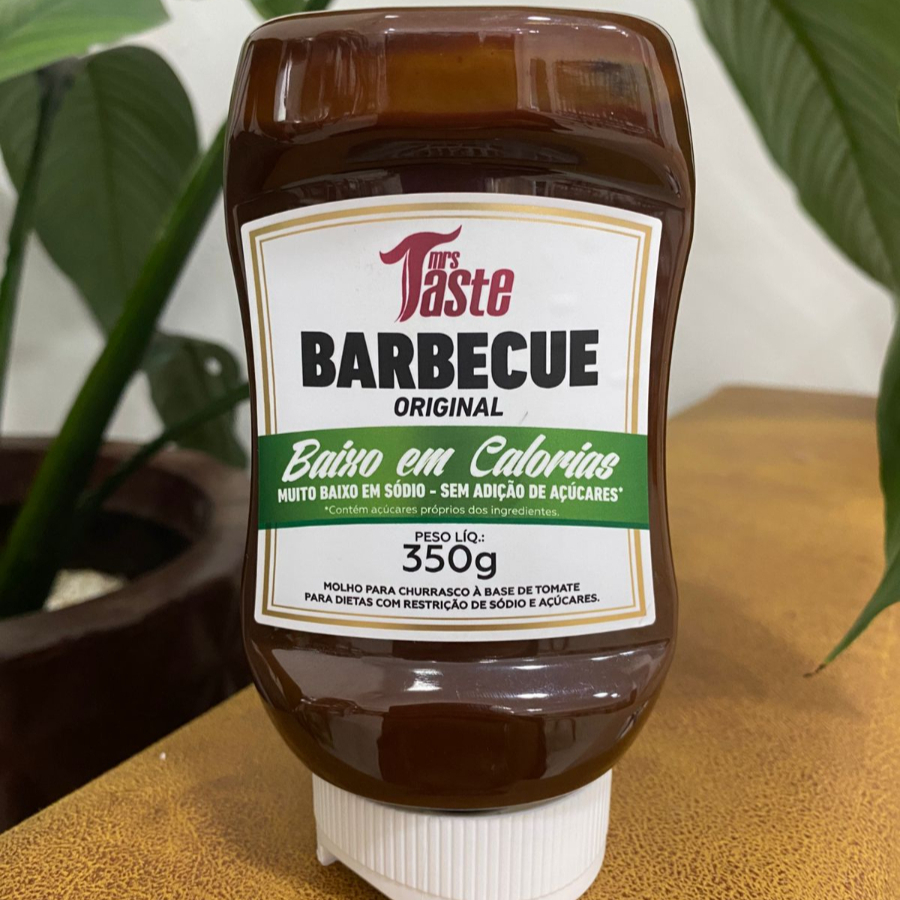 mrs
Taste
BARBECUE
ORIGINAL
Baixo em Calorias
MUITO BAIXO EM SÓDIO - SEM ADIÇÃO DE AÇÚCARES*
*Contém açúcares próprios dos ingredientes.
PESO LÍQ.:
350g
MOLHO PARA CHURRASCO À BASE DE TOMATE
PARA DIETAS COM RESTRIÇÃO DE SÓDIO E AÇÚCARES.